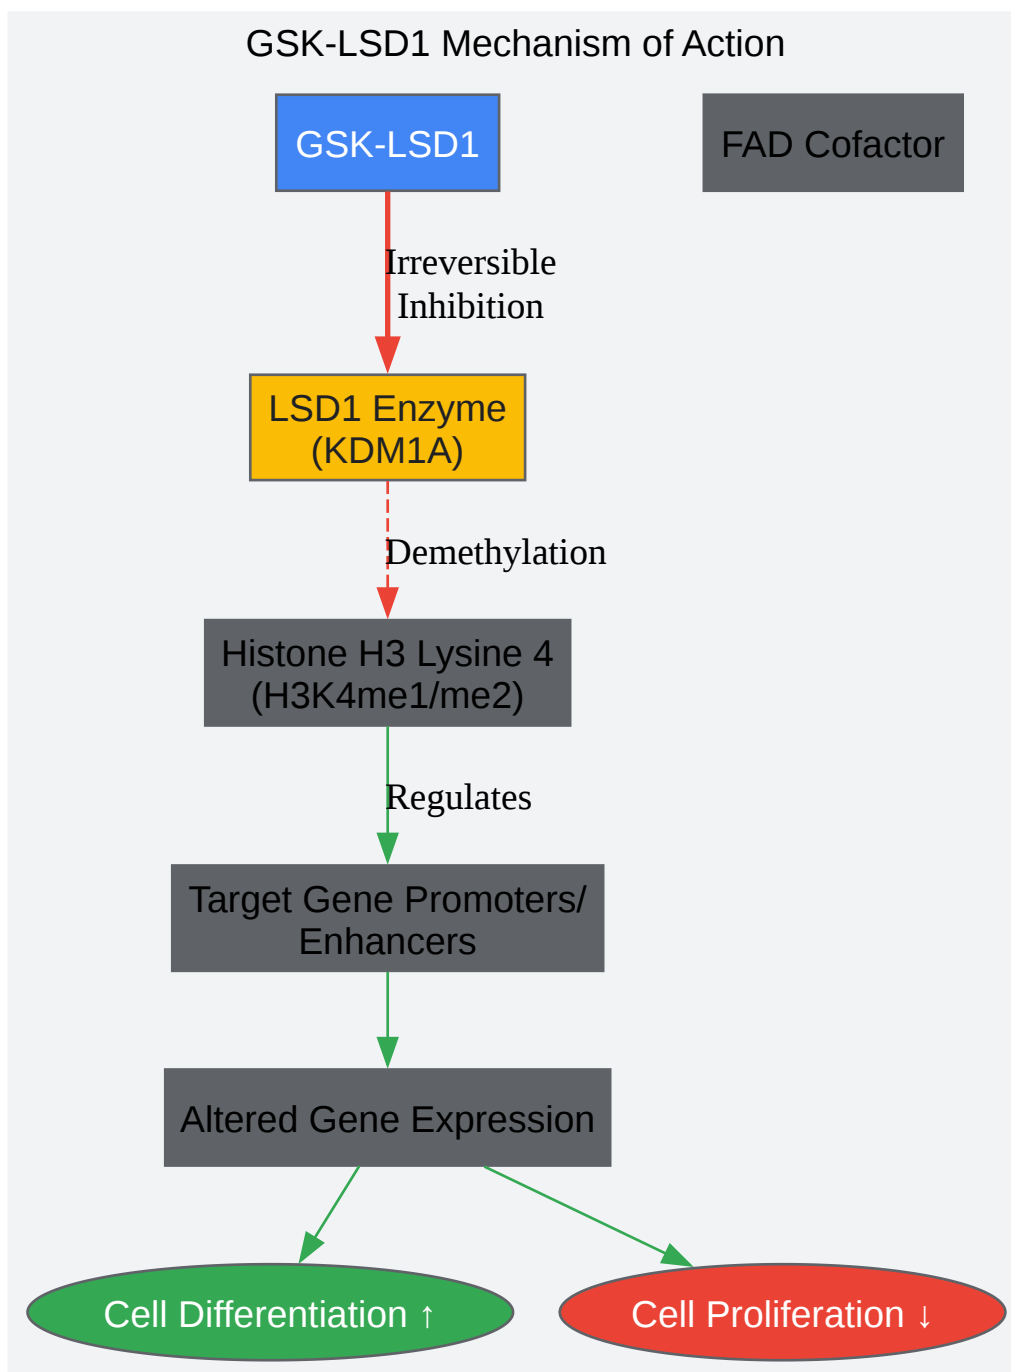 GSK-LSD1 Mechanism of Action
GSK-LSD1
FAD Cofactor
Irreversible
Inhibition
LSD1 Enzyme
(KDM1A)
Demethylation
Histone H3 Lysine 4
(H3K4me1/me2)
Regulates
Target Gene Promoters/
Enhancers
Altered Gene Expression
Cell Differentiation ↑
Cell Proliferation ↓